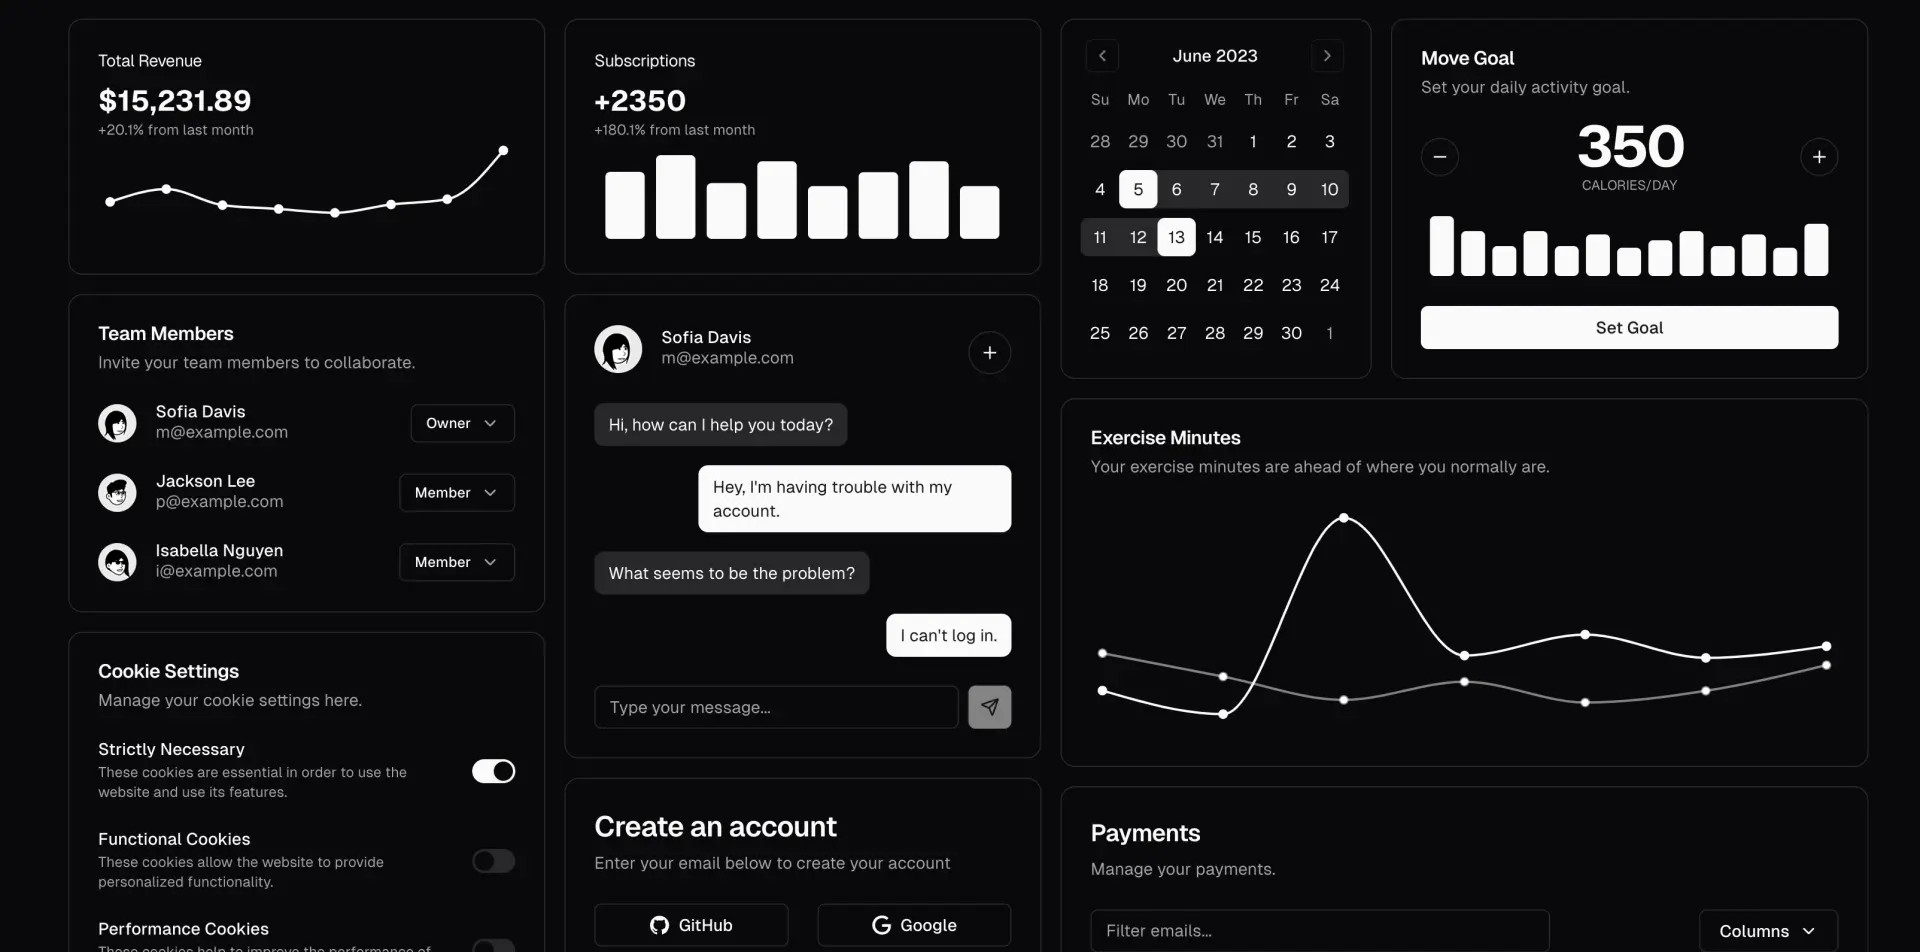 Total Revenue
$15,231.89
+20.1% from last month
Subscriptions
+2350
+180.1% from last month
June 2023
Su Mo Tu We Th Fr Sa
28 29 30 31 1 2 3
4 5 6 7 8 9 10
11 12 13 14 15 16 17
18 19 20 21 22 23 24
25 26 27 28 29 30 1
Move Goal
Set your daily activity goal.
350
CALORIES/DAY
Set Goal
Team Members
Invite your team members to collaborate.
Sofia Davis
m@example.com
Owner
Jackson Lee
p@example.com
Member
Isabella Nguyen
i@example.com
Member
Sofia Davis
m@example.com
Hi, how can I help you today?
Hey, I'm having trouble with my
account.
What seems to be the problem?
I can't log in.
Type your message...
Exercise Minutes
Your exercise minutes are ahead of where you normally are.
Cookie Settings
Manage your cookie settings here.
Strictly Necessary
These cookies are essential in order to use the
website and use its features.
Functional Cookies
These cookies allow the website to provide
personalized functionality.
Performance Cookies
These cookies help to improve the performance of
Create an account
Enter your email below to create your account
GitHub
Google
Payments
Manage your payments.
Filter emails...
Columns